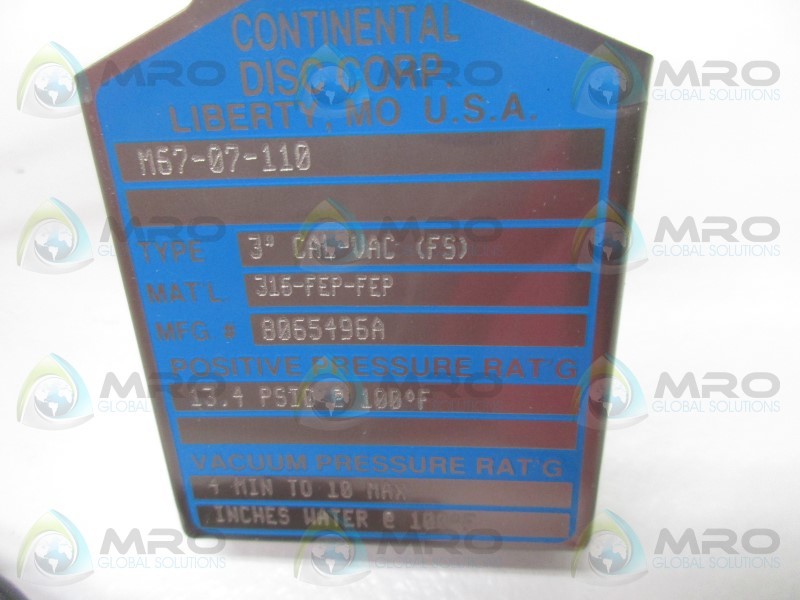 CONTINENTAL
DISC CORP
LIBERTY, MO U.S.A.
M67-07-110
TYPE 3" CAL-VAC (FS)
MAT'L 316-FEP-FEP
MFG # 8065496A
POSITIVE PRESSURE RAT'G
13.4 PSIG @ 100°F
VACUUM PRESSURE RAT'G
4 MIN TO 10 MAX
INCHES WATER @ 100°F
MRO
GLOBAL SOLUTIONS